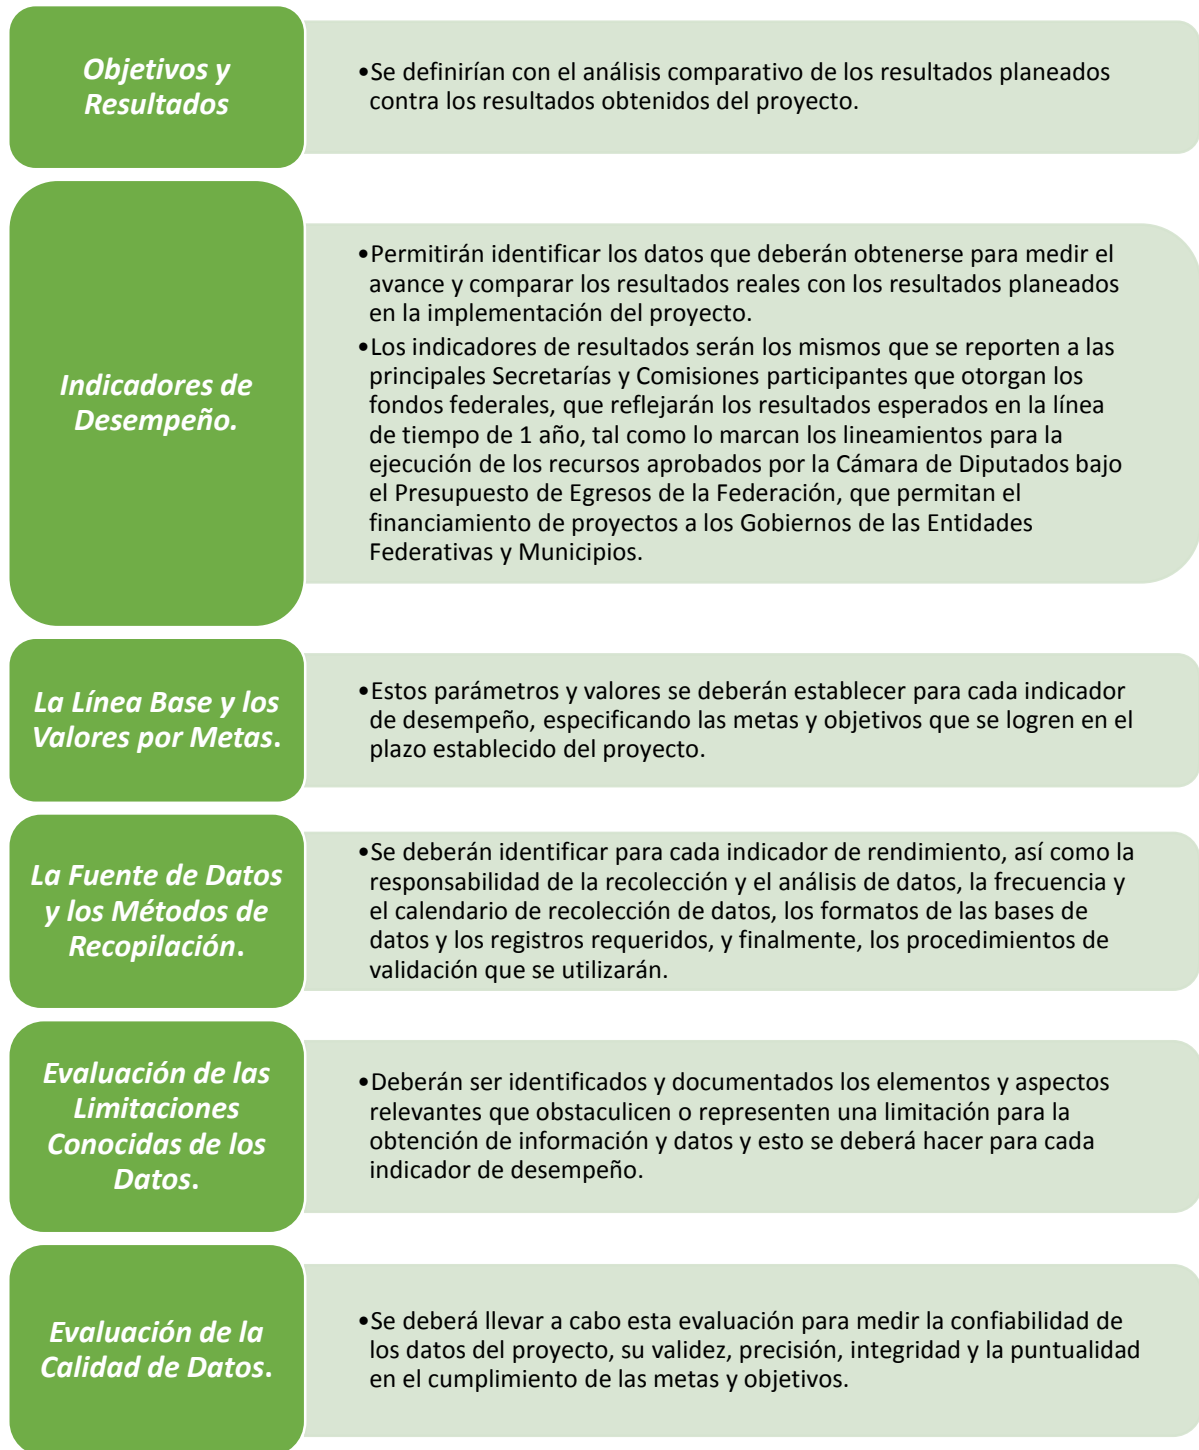 Objetivos y
Resultados
•Se definirían con el análisis comparativo de los resultados planeados
contra los resultados obtenidos del proyecto.
Indicadores de
Desempeño.
•Permitirán identificar los datos que deberán obtenerse para medir el
avance y comparar los resultados reales con los resultados planeados
en la implementación del proyecto.
•Los indicadores de resultados serán los mismos que se reporten a las
principales Secretarías y Comisiones participantes que otorgan los
fondos federales, que reflejarán los resultados esperados en la línea
de tiempo de 1 año, tal como lo marcan los lineamientos para la
ejecución de los recursos aprobados por la Cámara de Diputados bajo
el Presupuesto de Egresos de la Federación, que permitan el
financiamiento de proyectos a los Gobiernos de las Entidades
Federativas y Municipios.
La Línea Base y los
Valores por Metas.
•Estos parámetros y valores se deberán establecer para cada indicador
de desempeño, especificando las metas y objetivos que se logren en el
plazo establecido del proyecto.
La Fuente de Datos
y los Métodos de
Recopilación.
•Se deberán identificar para cada indicador de rendimiento, así como la
responsabilidad de la recolección y el análisis de datos, la frecuencia y
el calendario de recolección de datos, los formatos de las bases de
datos y los registros requeridos, y finalmente, los procedimientos de
validación que se utilizarán.
Evaluación de las
Limitaciones
Conocidas de los
Datos.
•Deberán ser identificados y documentados los elementos y aspectos
relevantes que obstaculicen o representen una limitación para la
obtención de información y datos y esto se deberá hacer para cada
indicador de desempeño.
Evaluación de la
Calidad de Datos.
•Se deberá llevar a cabo esta evaluación para medir la confiabilidad de
los datos del proyecto, su validez, precisión, integridad y la puntualidad
en el cumplimiento de las metas y objetivos.